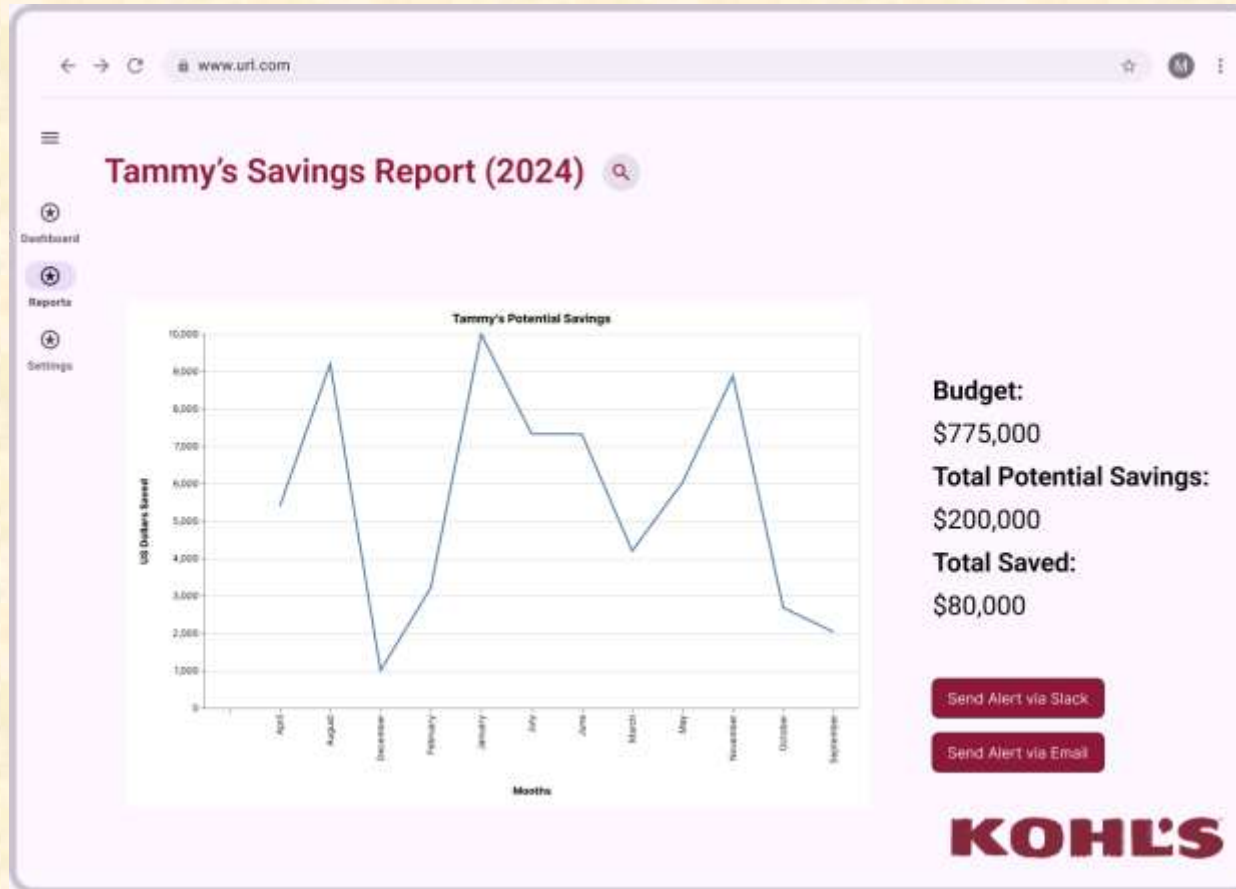 www.url.com
M
Tammy's Savings Report (2024)
Dashboard
Reports
Settings
Tammy's Potential Savings
10,000
9,000
8,000
7,000
6,000
5,000
4,000
3,000
2,000
1,000
0
US Dollars Saved
April
August
December
February
January
July
June
March
May
November
October
September
Months
Budget:
$775,000
Total Potential Savings:
$200,000
Total Saved:
$80,000
Send Alert via Slack
Send Alert via Email
KOHL'S